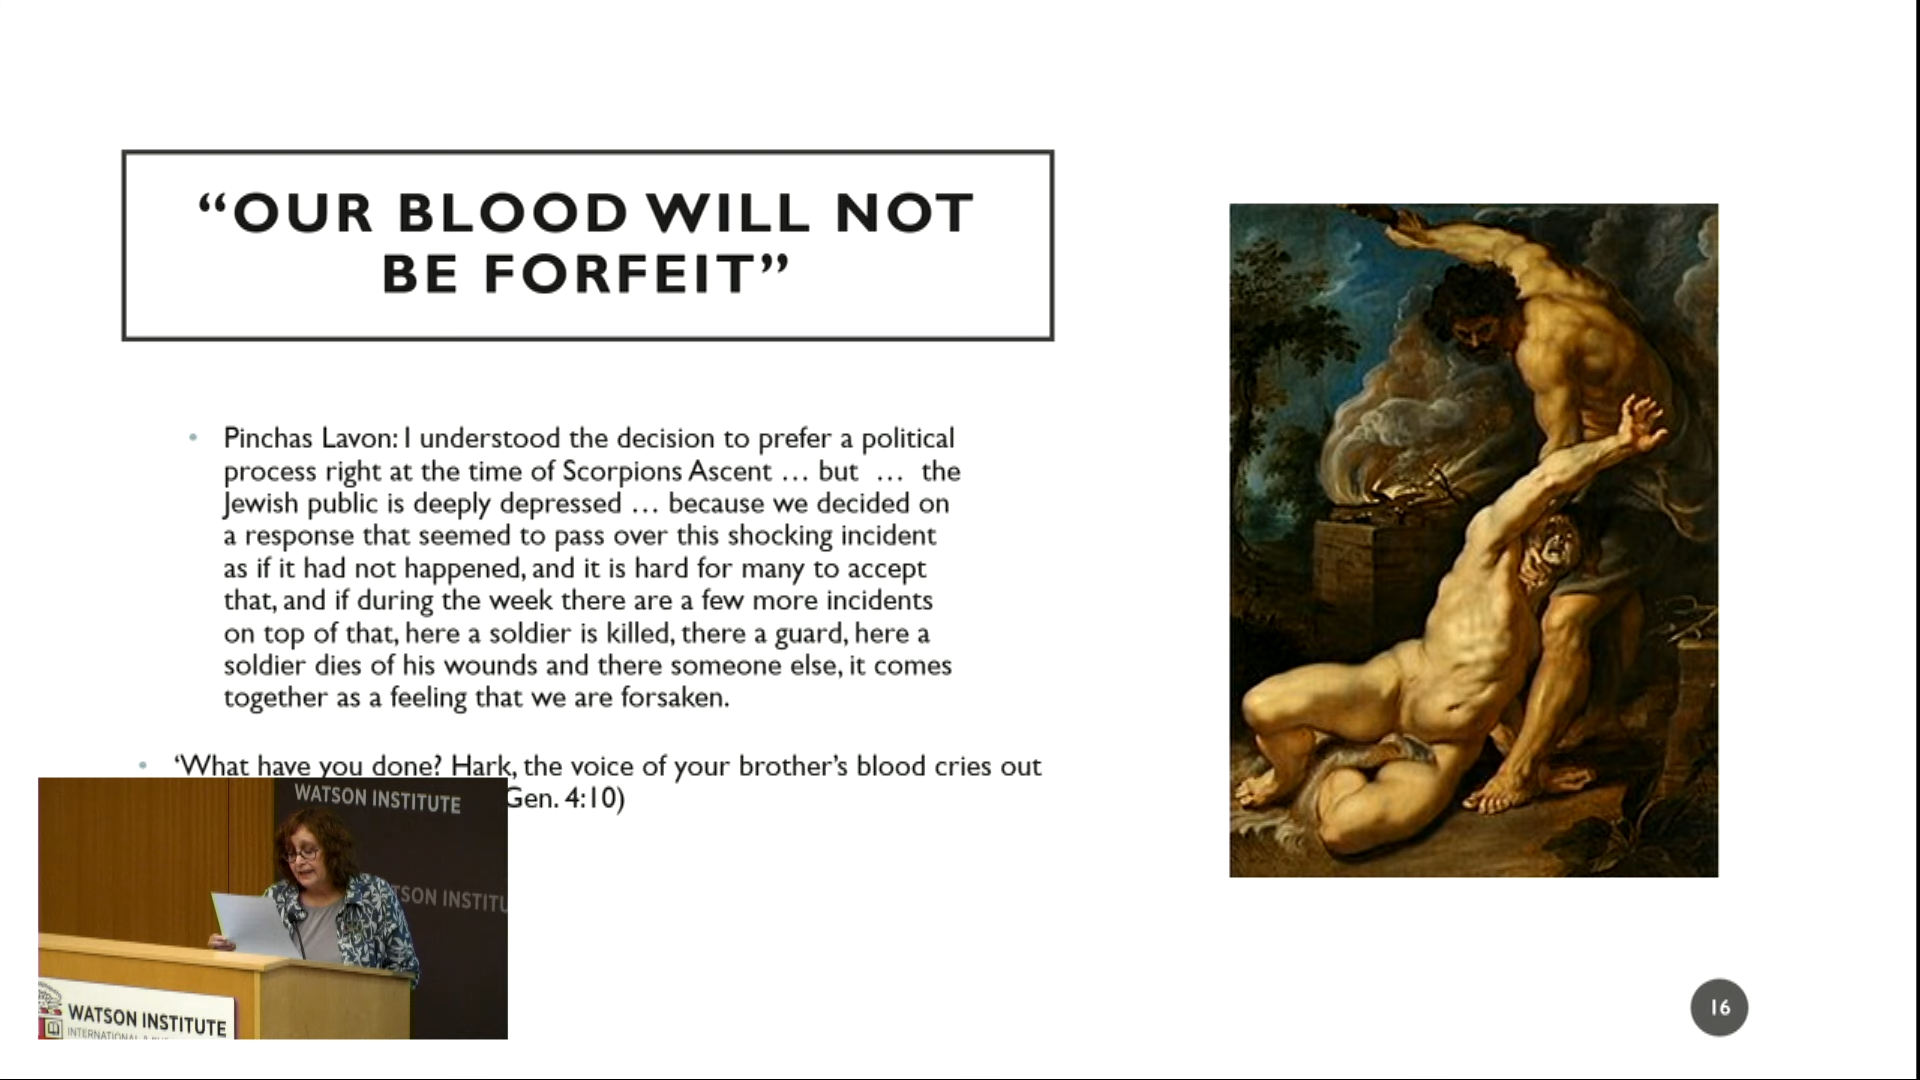 “OUR BLOOD WILL NOT
BE FORFEIT”
• Pinchas Lavon: I understood the decision to prefer a political
process right at the time of Scorpions Ascent … but … the
Jewish public is deeply depressed … because we decided on
a response that seemed to pass over this shocking incident
as if it had not happened, and it is hard for many to accept
that, and if during the week there are a few more incidents
on top of that, here a soldier is killed, there a guard, here a
soldier dies of his wounds and there someone else, it comes
together as a feeling that we are forsaken.
• ‘What have you done? Hark, the voice of your brother’s blood cries out
Gen. 4:10)
WATSON INSTITUTE
TSON INSTITU
WATSON INSTITUTE
INTERNATIONAL &
16